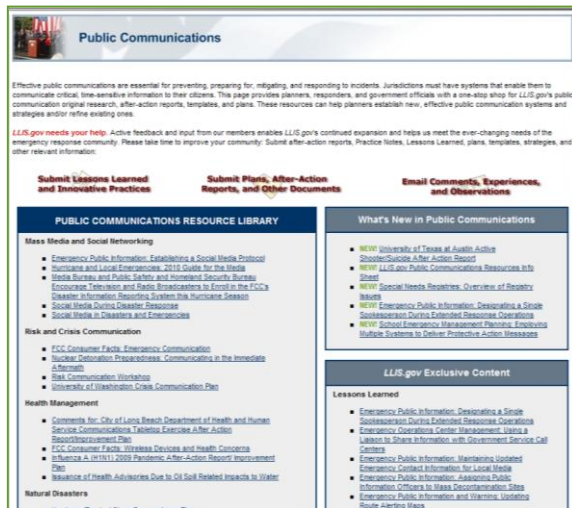 Public Communications
Effective public communications are essential for preventing, preparing for, mitigating, and responding to incidents. Jurisdictions must have systems that enable them to
communicate critical, time-sensitive information to their citizens. This page provides planners, responders, and government officials with a one-stop shop for LLIS.gov's public
communication original research, after-action reports, templates, and plans. These resources can help planners establish new, effective public communication systems and
strategies and/or refine existing ones.
LLIS.gov needs your help. Active feedback and input from our members enables LLIS.gov's continued expansion and helps us meet the ever-changing needs of the
emergency response community. Please take time to improve your community: Submit after-action reports, Practice Notes, Lessons Learned, plans, templates, strategies, and
other relevant information:
Submit Lessons Learned
and Innovative Practices
Submit Plans, After-Action
Reports, and Other Documents
Email Comments, Experiences,
and Observations
PUBLIC COMMUNICATIONS RESOURCE LIBRARY
Mass Media and Social Networking
Emergency Public Information: Establishing a Social Media Protocol
Hurricane and Local Emergencies: 2010 Guide for the Media
Media Bureau and Public Safety and Homeland Security Bureau
Encourage Television and Radio Broadcasters to Enroll in the FCC's
Disaster Information Reporting System this Hurricane Season
Social Media During Disaster Response
Social Media in Disasters and Emergencies
Risk and Crisis Communication
FCC Consumer Facts: Emergency Communication
Nuclear Detonation Preparedness: Communicating in the Immediate
Aftermath
Risk Communication Workshop
University of Washington Crisis Communication Plan
Health Management
Comments for: City of Long Beach Department of Health and Human
Service Communications Tabletop Exercise After Action
Report/Improvement Plan
FCC Consumer Facts: Wireless Devices and Health Concerns
Influenza A (H1N1) 2009 Pandemic After-Action Report/ Improvement
Plan
Issuance of Health Advisories Due to Oil Spill Related Impacts to Water
Natural Disasters
What's New in Public Communications
NEW! University of Texas at Austin Active
Shooter/Suicide After Action Report
NEW! LLIS.gov Public Communications Resources Info
Sheet
NEW! Special Needs Registries: Overview of Registry
Issues
NEW! Emergency Public Information: Designating a Single
Spokesperson During Extended Response Operations
NEW! School Emergency Management Planning: Employing
Multiple Systems to Deliver Protective Action Messages
LLIS.gov Exclusive Content
Lessons Learned
Emergency Public Information: Designating a Single
Spokesperson During Extended Response Operations
Emergency Operations Center Management: Using a
Liaison to Share Information with Government Service Call
Centers
Emergency Public Information: Maintaining Updated
Emergency Contact Information for Local Media
Emergency Public Information: Assigning Public
Information Officers to Mass Decontamination Sites
Emergency Public Information and Warning: Updating
Route Alerting Maps